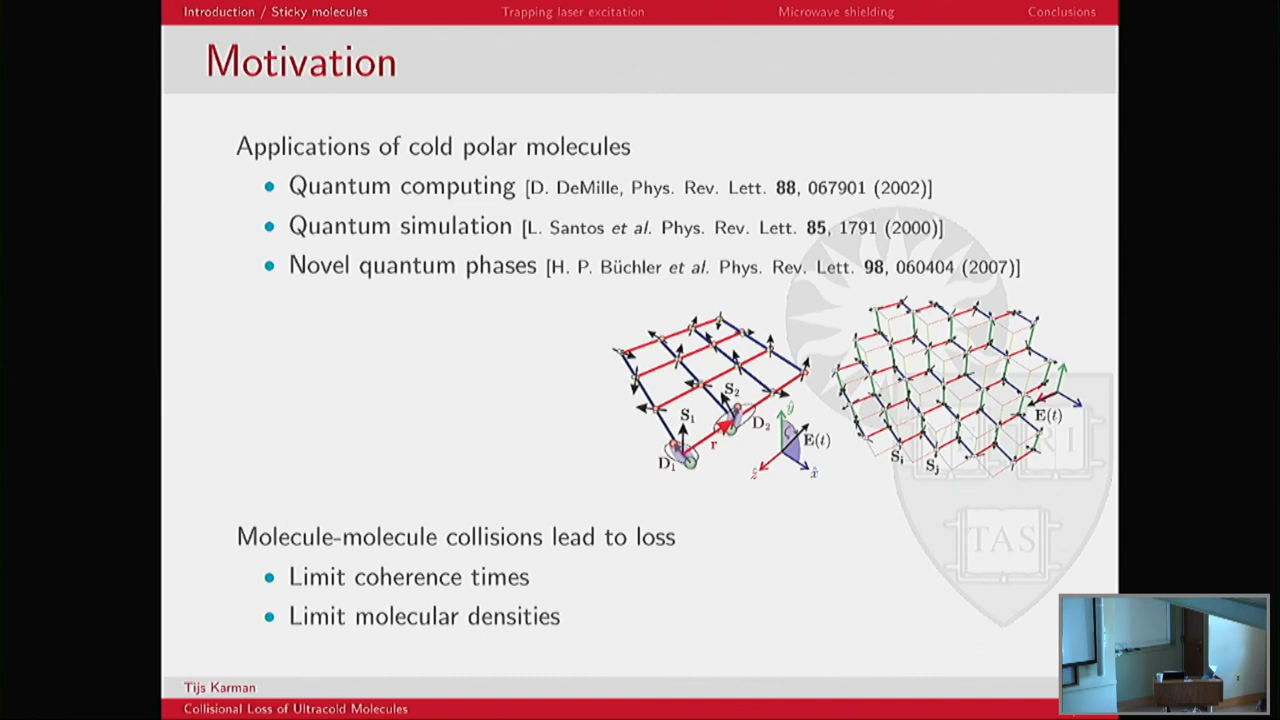 Introduction / Sticky molecules Trapping laser excitation Microwave shielding Conclusions
Motivation
Applications of cold polar molecules
• Quantum computing [D. DeMille, Phys. Rev. Lett. 88, 067901 (2002)]
• Quantum simulation [L. Santos et al. Phys. Rev. Lett. 85, 1791 (2000)]
• Novel quantum phases [H. P. Büchler et al. Phys. Rev. Lett. 98, 060404 (2007)]
S₁ S₂ D₁ D₂ r
ŷ E(t) ẑ x̂
E(t) Sᵢ Sⱼ
TAS
Molecule-molecule collisions lead to loss
• Limit coherence times
• Limit molecular densities
Tijs Karman
Collisional Loss of Ultracold Molecules